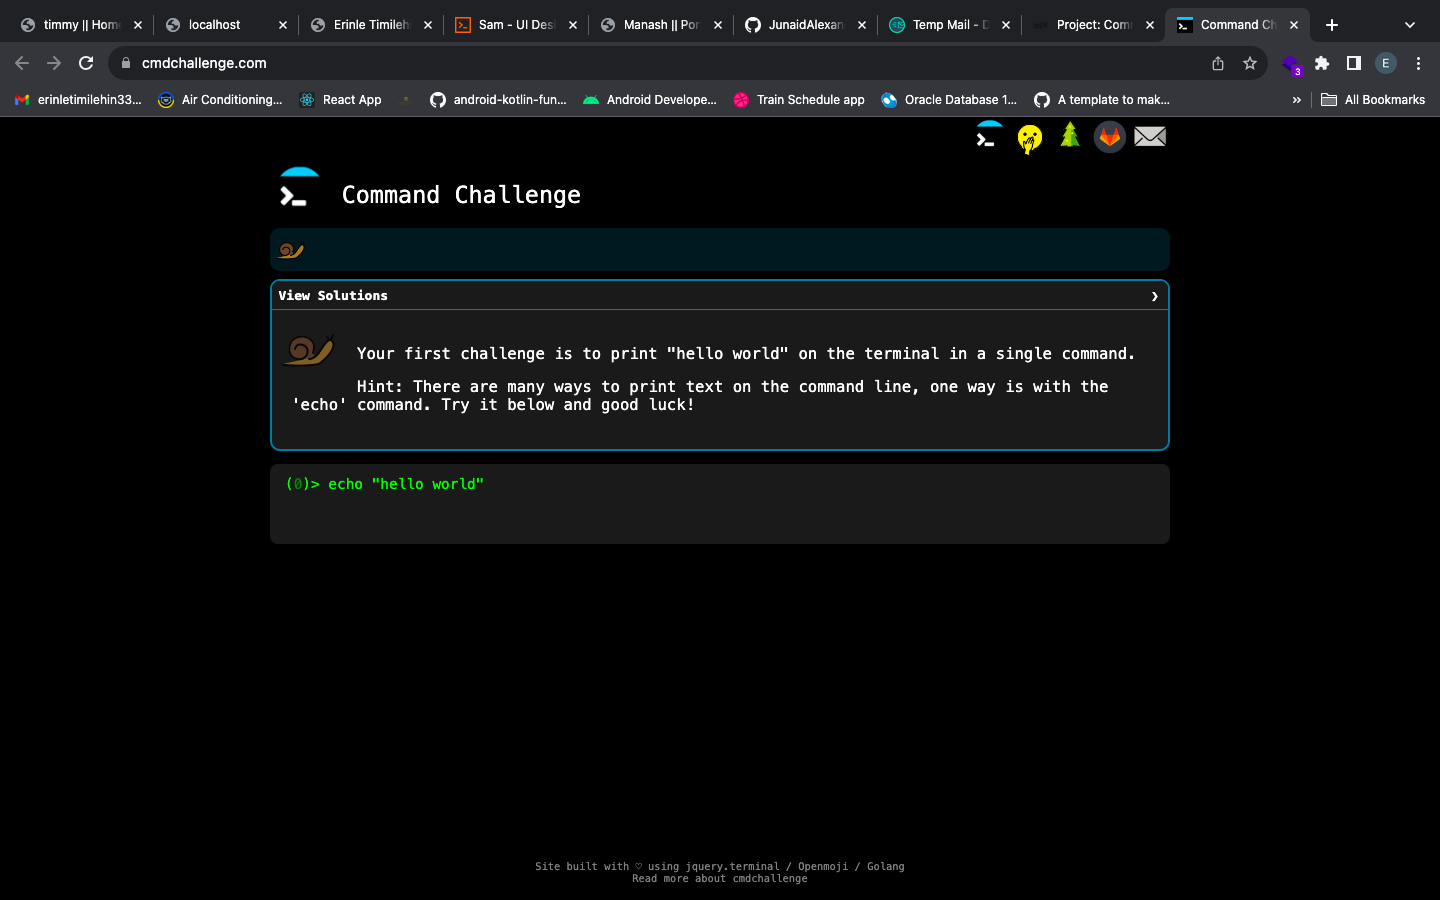 timmy || Home
localhost
Erinle Timileh
Sam - UI Desi
Manash || Por
JunaidAlexan
Temp Mail - D
Project: Com
Command Ch
cmdchallenge.com
3
E
erinletimilehin33...
Air Conditioning...
React App
android-kotlin-fun...
Android Develope...
Train Schedule app
Oracle Database 1...
A template to mak...
»
All Bookmarks
Command Challenge
View Solutions
Your first challenge is to print "hello world" on the terminal in a single command.
Hint: There are many ways to print text on the command line, one way is with the
'echo' command. Try it below and good luck!
(0)> echo "hello world"
Site built with ♡ using jquery.terminal / Openmoji / Golang
Read more about cmdchallenge